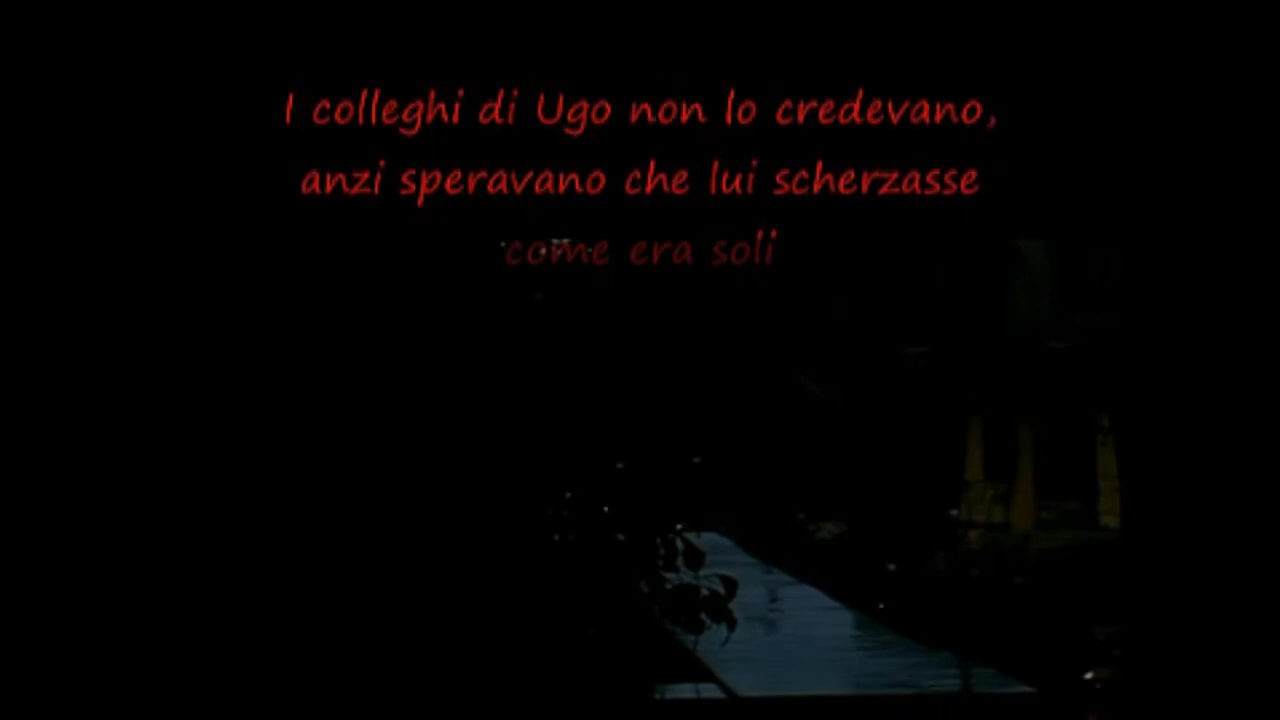 I colleghi di Ugo non lo credevano,
anzi speravano che lui scherzasse
come era soli